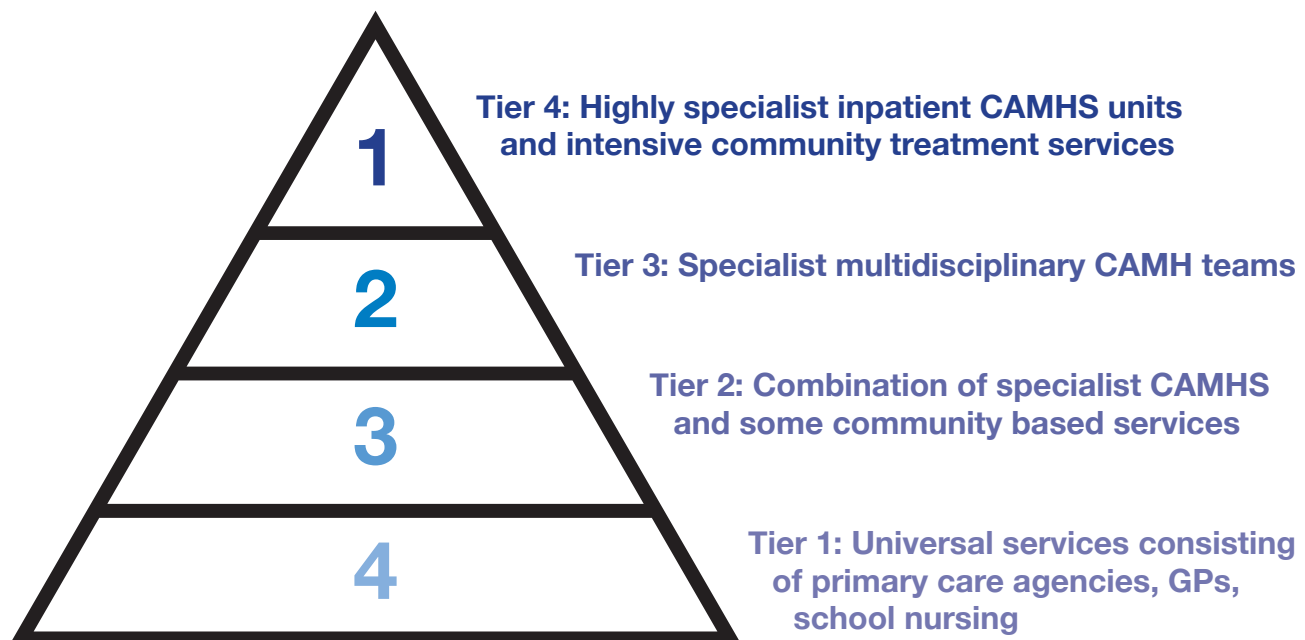 1
Tier 4: Highly specialist inpatient CAMHS units
and intensive community treatment services
2
Tier 3: Specialist multidisciplinary CAMH teams
3
Tier 2: Combination of specialist CAMHS
and some community based services
4
Tier 1: Universal services consisting
of primary care agencies, GPs,
school nursing